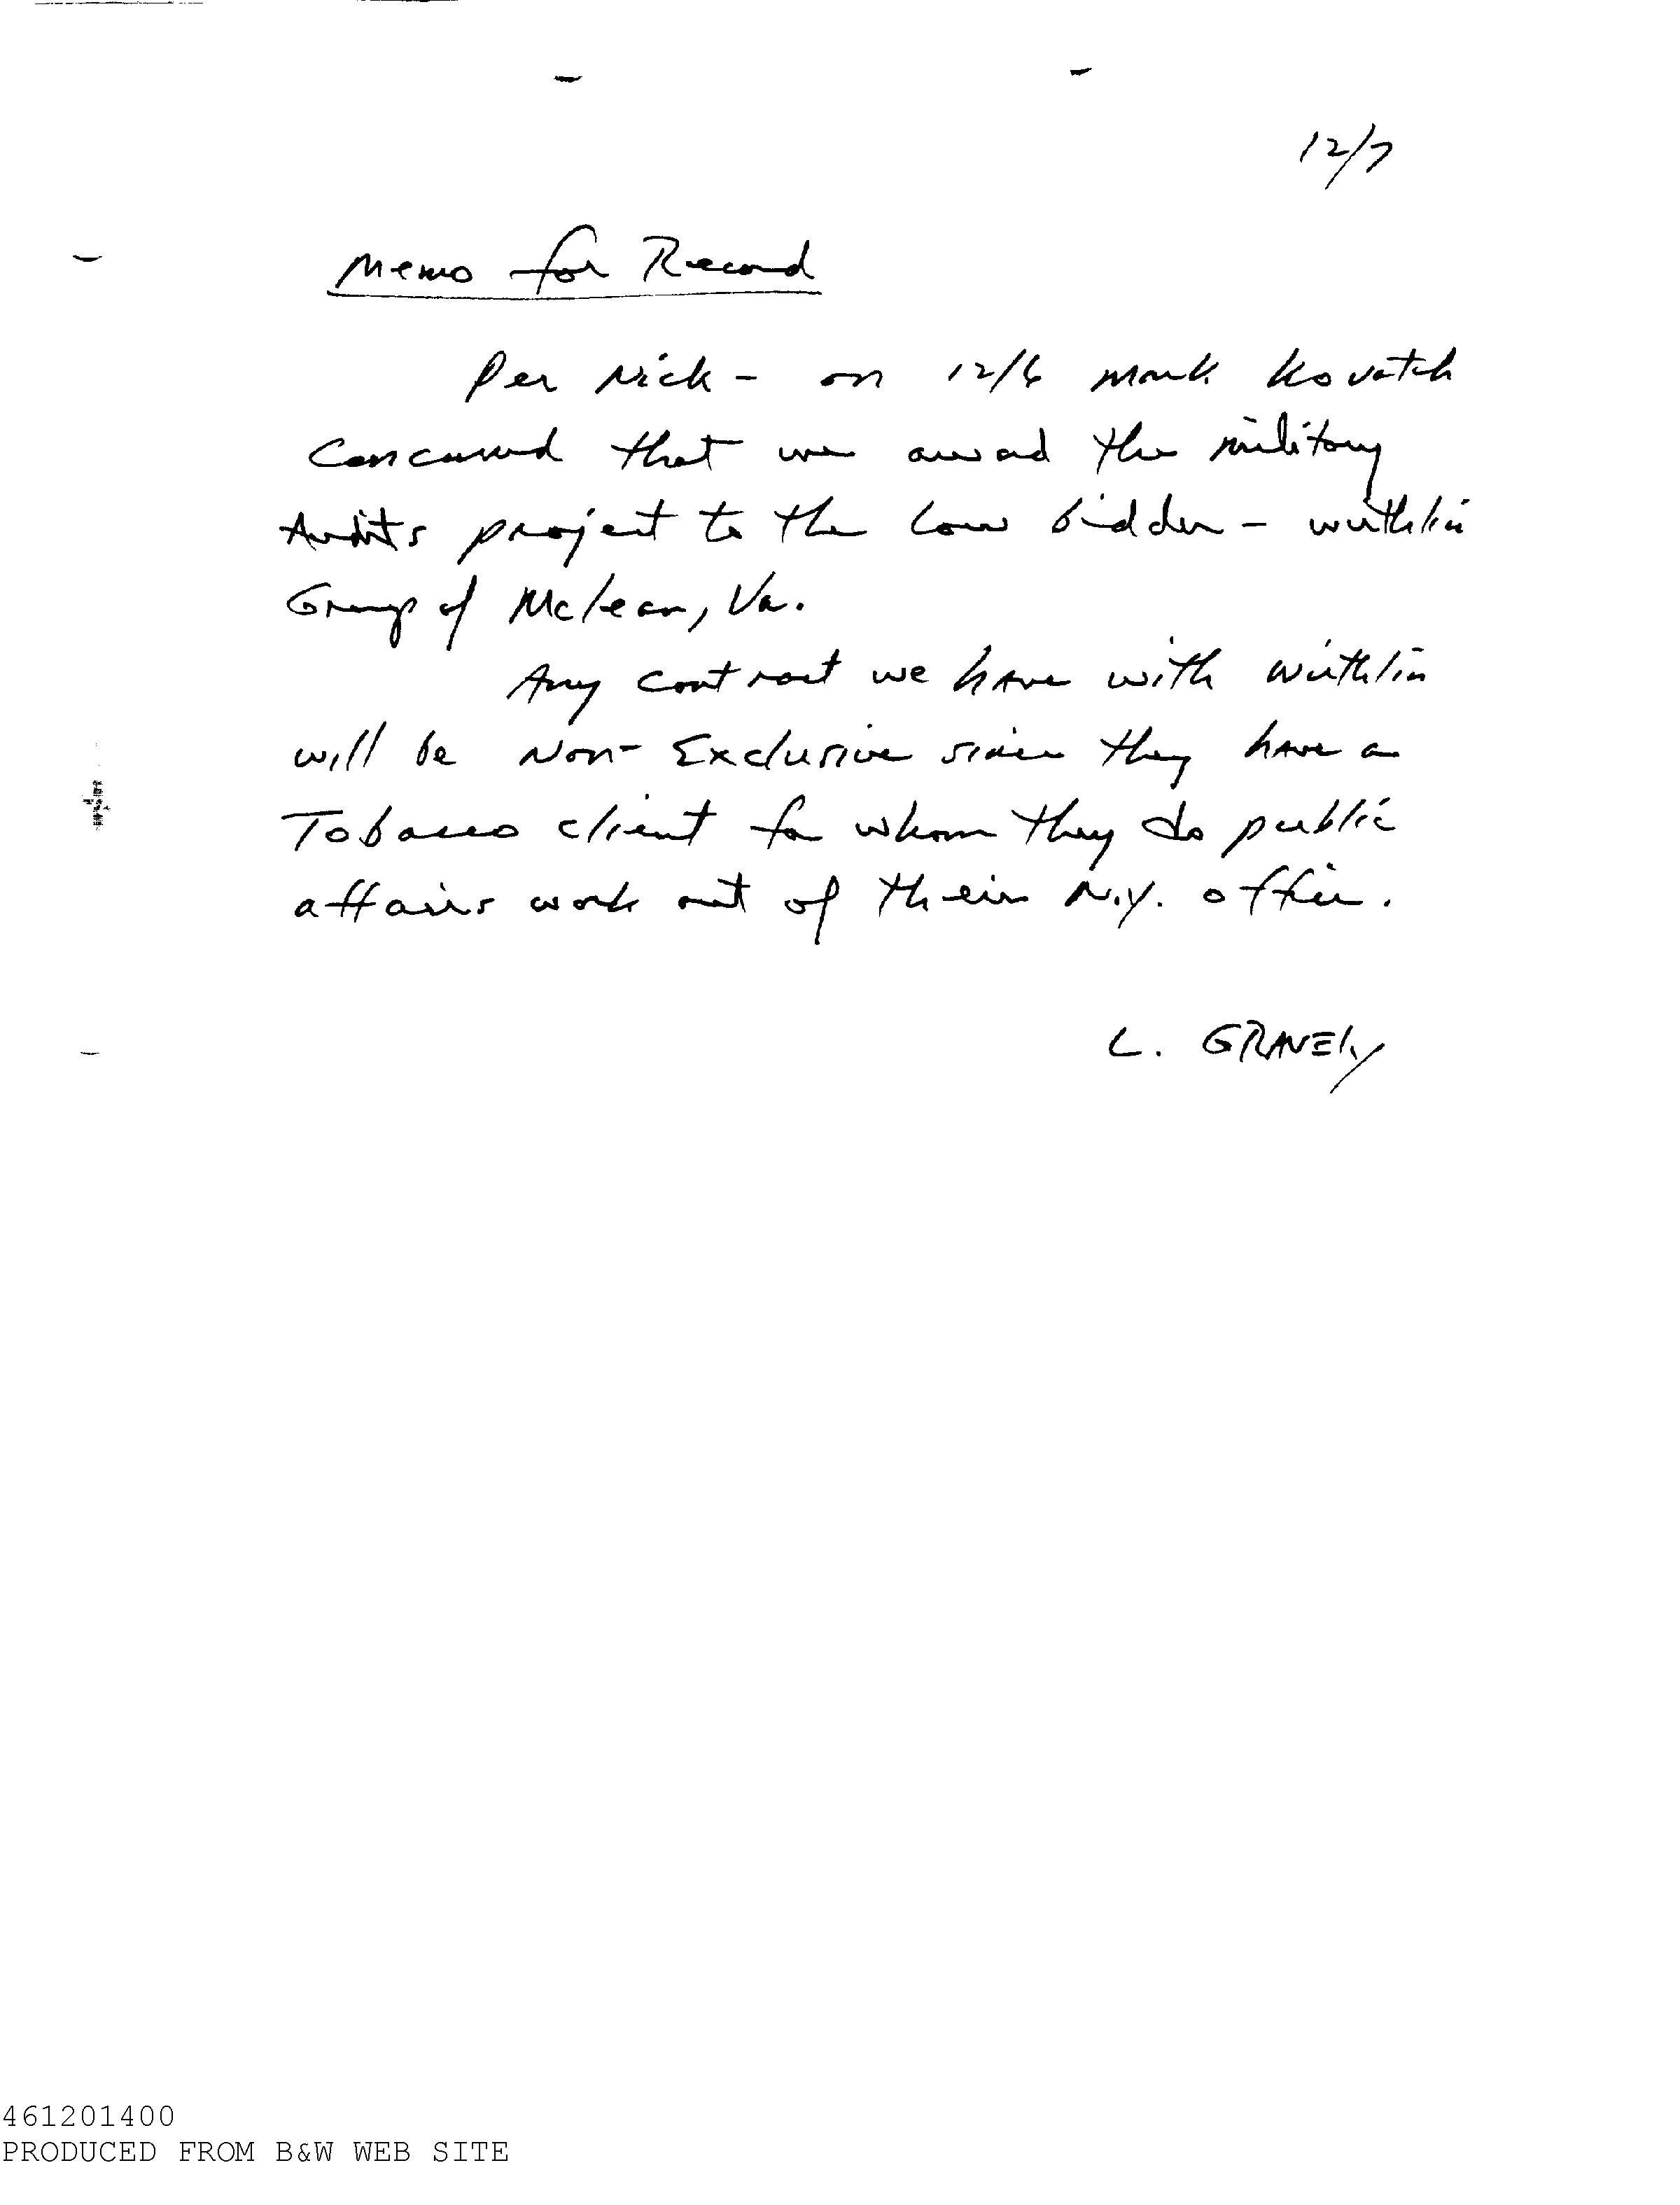 12/7
Memo for Record
Per Nick - on 12/6 Mark Kovatch
Concurred that we award the military
Audits project to the low bidder - Wirthlin
Group of McLean, Va.
Any contract we have with Wirthlin
will be Non-Exclusive since they have a
Tobacco client for whom they do public
affairs work out of their N.Y. office.
L. GRAVEly
461201400
PRODUCED FROM B&W WEB SITE